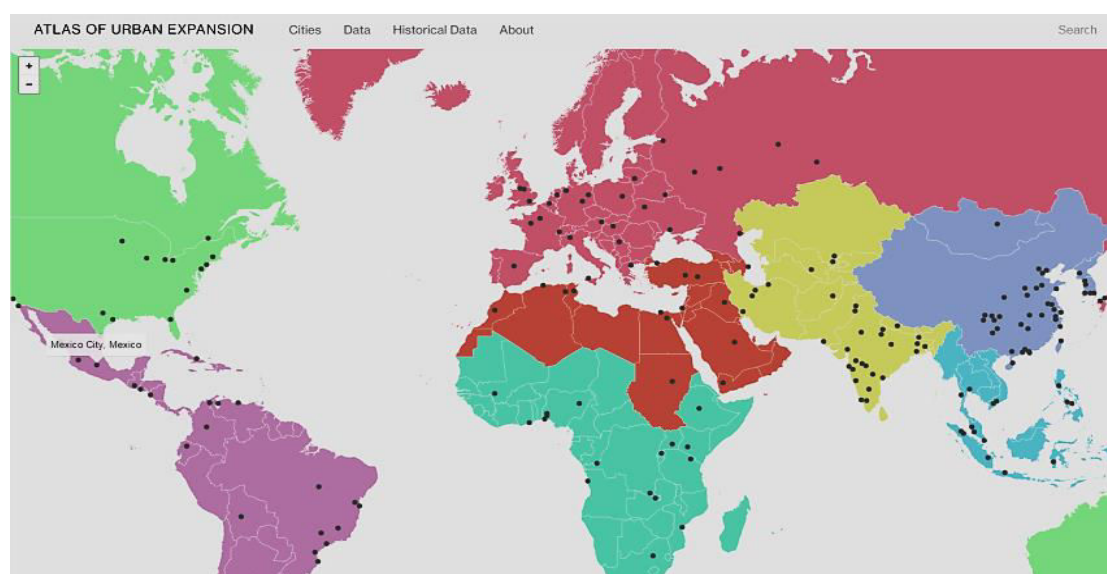 ATLAS OF URBAN EXPANSION Cities Data Historical Data About Search
+
−
Mexico City, Mexico